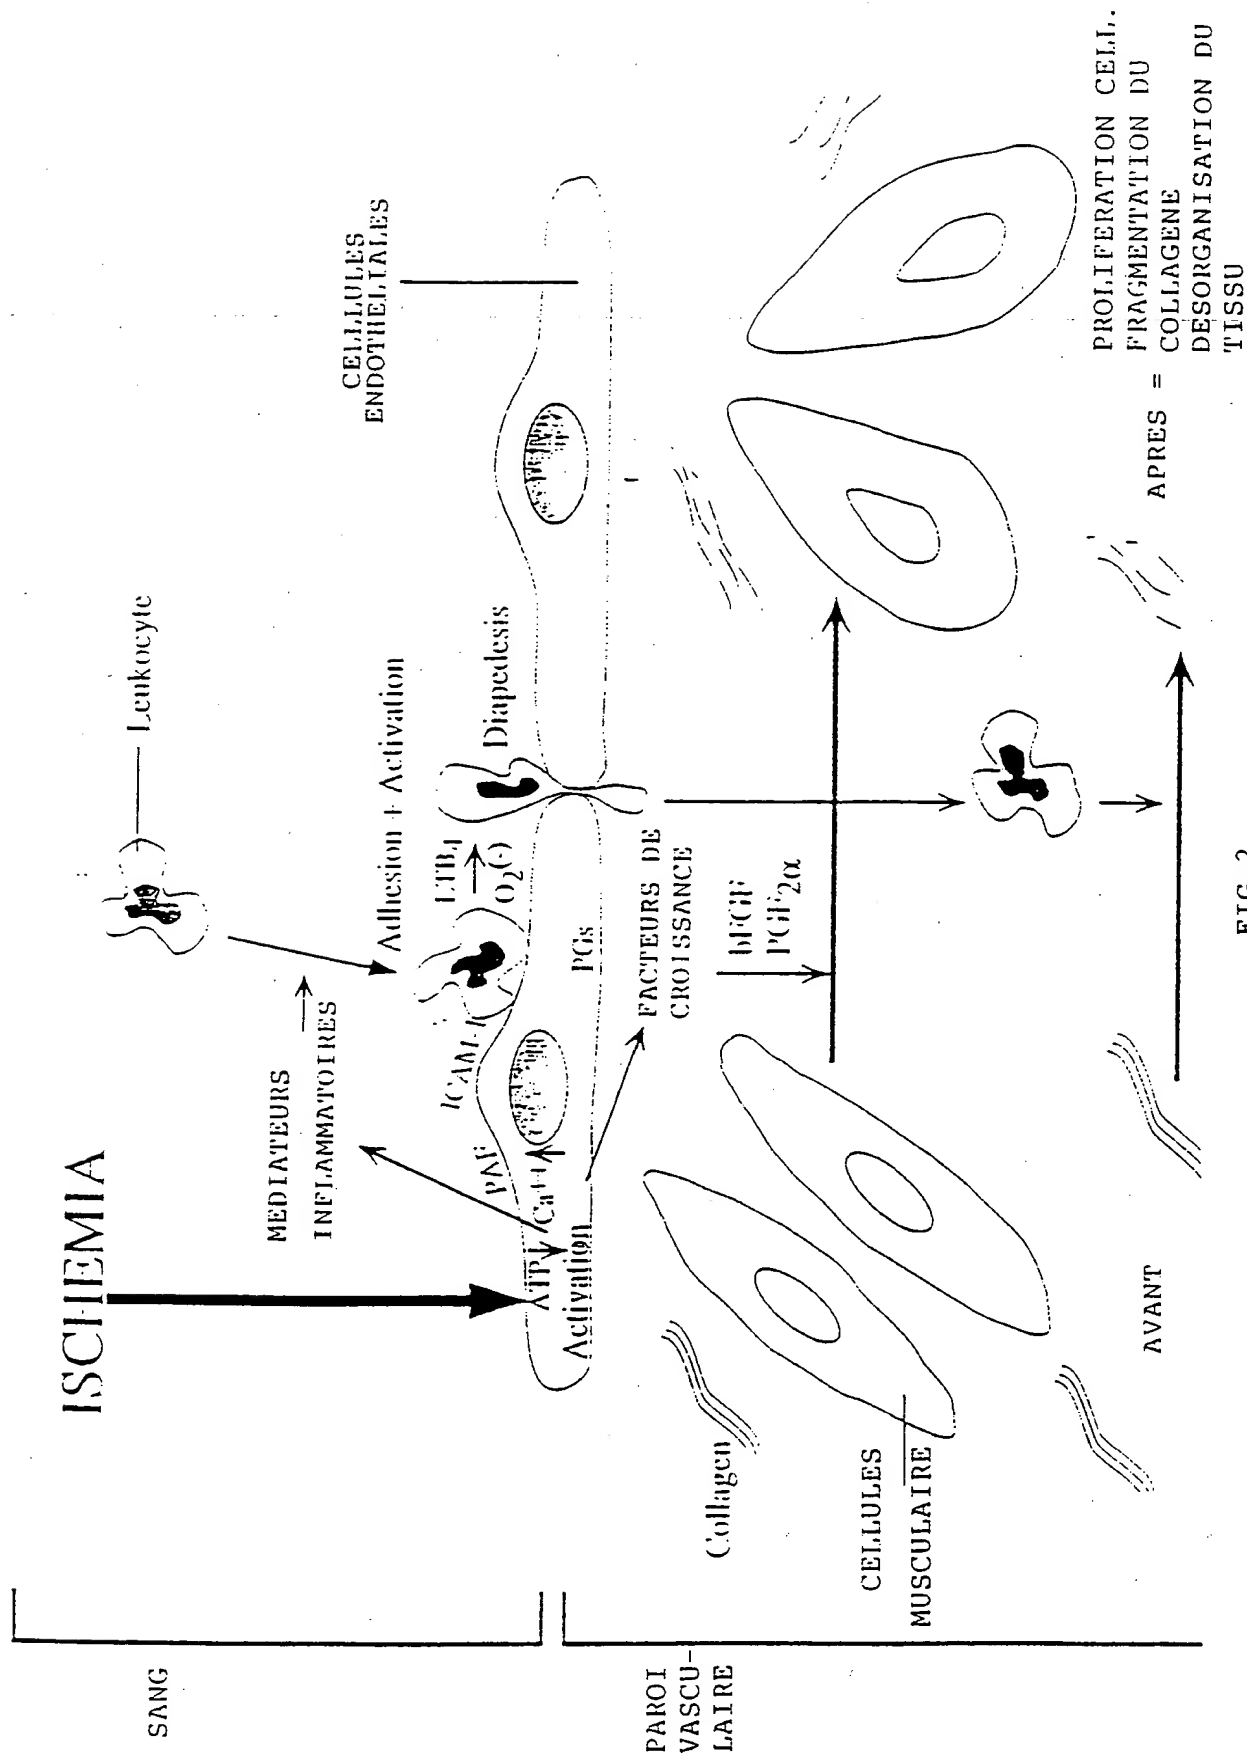 SANG
ISCHEMIA
MEDIATEURS
INFLAMMATOIRES
Leukocyte
Adhesion + Activation
LTB4
O2(-)
Diapedesis
CELLULES
ENDOTHELIALES
PAF
ICAM-1
ATP↓
Ca++
Activation
PGs
PAROI
VASCU-
LAIRE
FACTEURS DE
CROISSANCE
bFGF
PGF2α
Collagen
CELLULES
MUSCULAIRE
AVANT
APRES =
PROLIFERATION CELL.
FRAGMENTATION DU
COLLAGENE
DESORGANISATION DU
TISSU
FIG 2